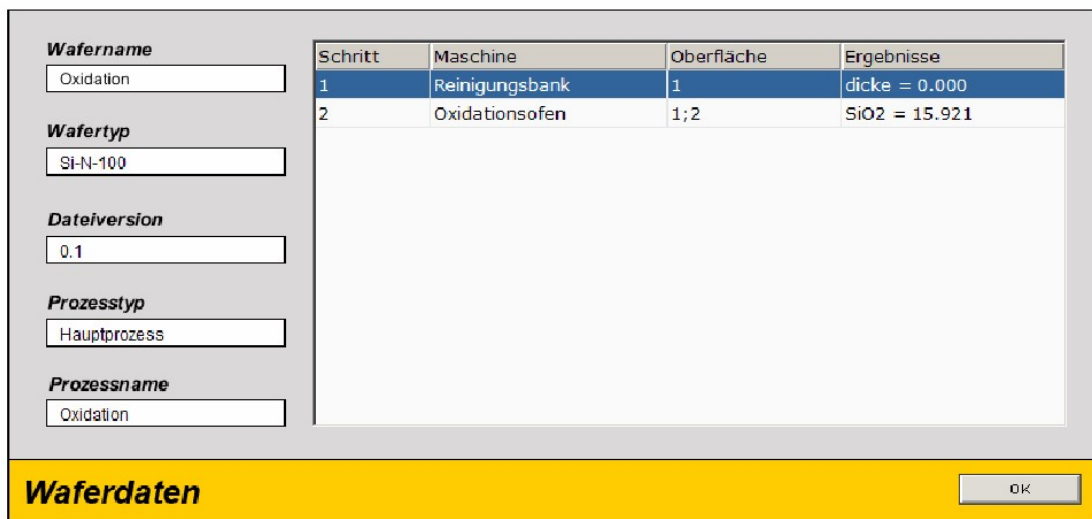 Wafername
Oxidation
Wafertyp
Si-N-100
Dateiversion
0.1
Prozesstyp
Hauptprozess
Prozessname
Oxidation
Schritt Maschine Oberfläche Ergebnisse
1 Reinigungsbank 1 dicke = 0.000
2 Oxidationsofen 1;2 SiO2 = 15.921
Waferdaten
OK